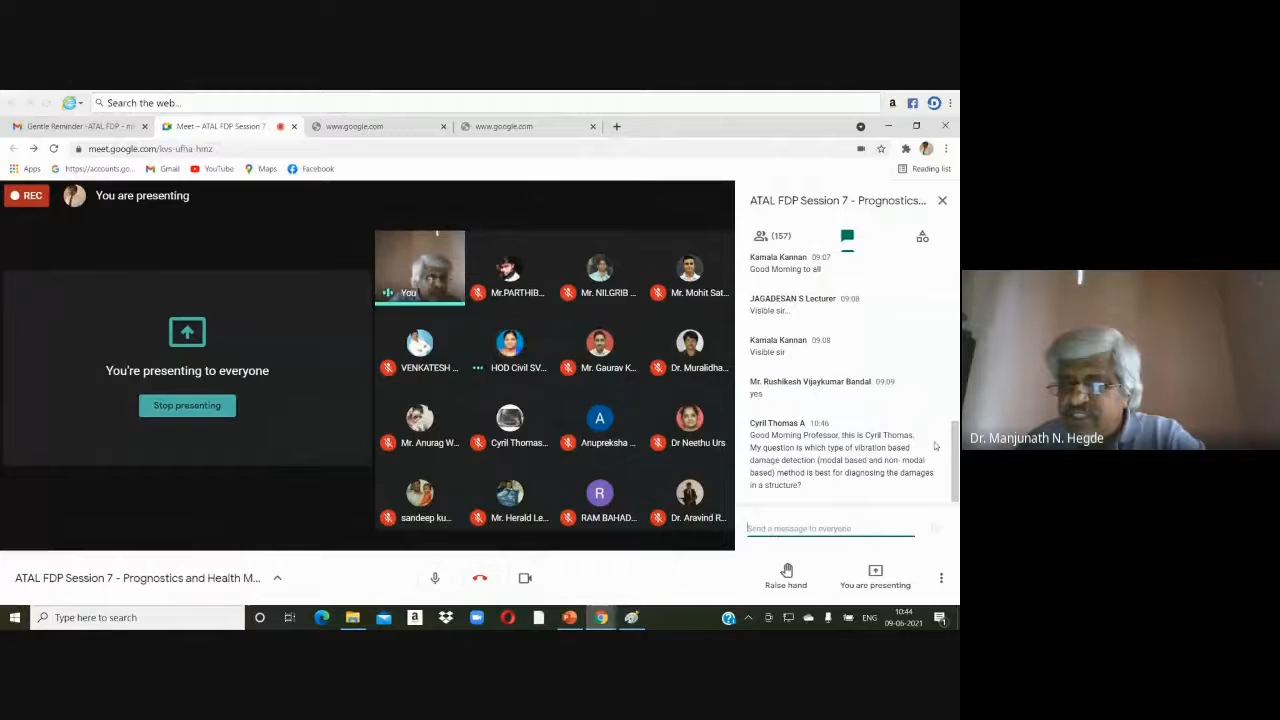 Search the web...
Gentle Reminder -ATAL FDP - m
Meet – ATAL FDP Session 7
www.google.com
www.google.com
meet.google.com/kvs-ufha-hmz
Apps
https://accounts.go...
Gmail
YouTube
Maps
Facebook
Reading list
REC
You are presenting
You're presenting to everyone
Stop presenting
You
Mr.PARTHIB...
Mr. NILGRIB ...
Mr. Mohit Sat...
VENKATESH ...
HOD Civil SV...
Mr. Gaurav K...
Dr. Muralidha...
Mr. Anurag W...
Cyril Thomas...
A
Anupreksha ...
Dr Neethu Urs
sandeep ku...
Mr. Herald Le...
R
RAM BAHAD...
Dr. Aravind R...
ATAL FDP Session 7 - Prognostics...
(157)
Kamala Kannan 09:07
Good Morning to all
JAGADESAN S Lecturer 09:08
Visible sir...
Kamala Kannan 09:08
Visible sir
Mr. Rushikesh Vijaykumar Bandal 09:09
yes
Cyril Thomas A 10:46
Good Morning Professor, this is Cyril Thomas.
My question is which type of vibration based
damage detection (modal based and non- modal
based) method is best for diagnosing the damages
in a structure?
Send a message to everyone
Raise hand
You are presenting
ATAL FDP Session 7 - Prognostics and Health M...
Type here to search
ENG
10:44
09-06-2021
Dr. Manjunath N. Hegde